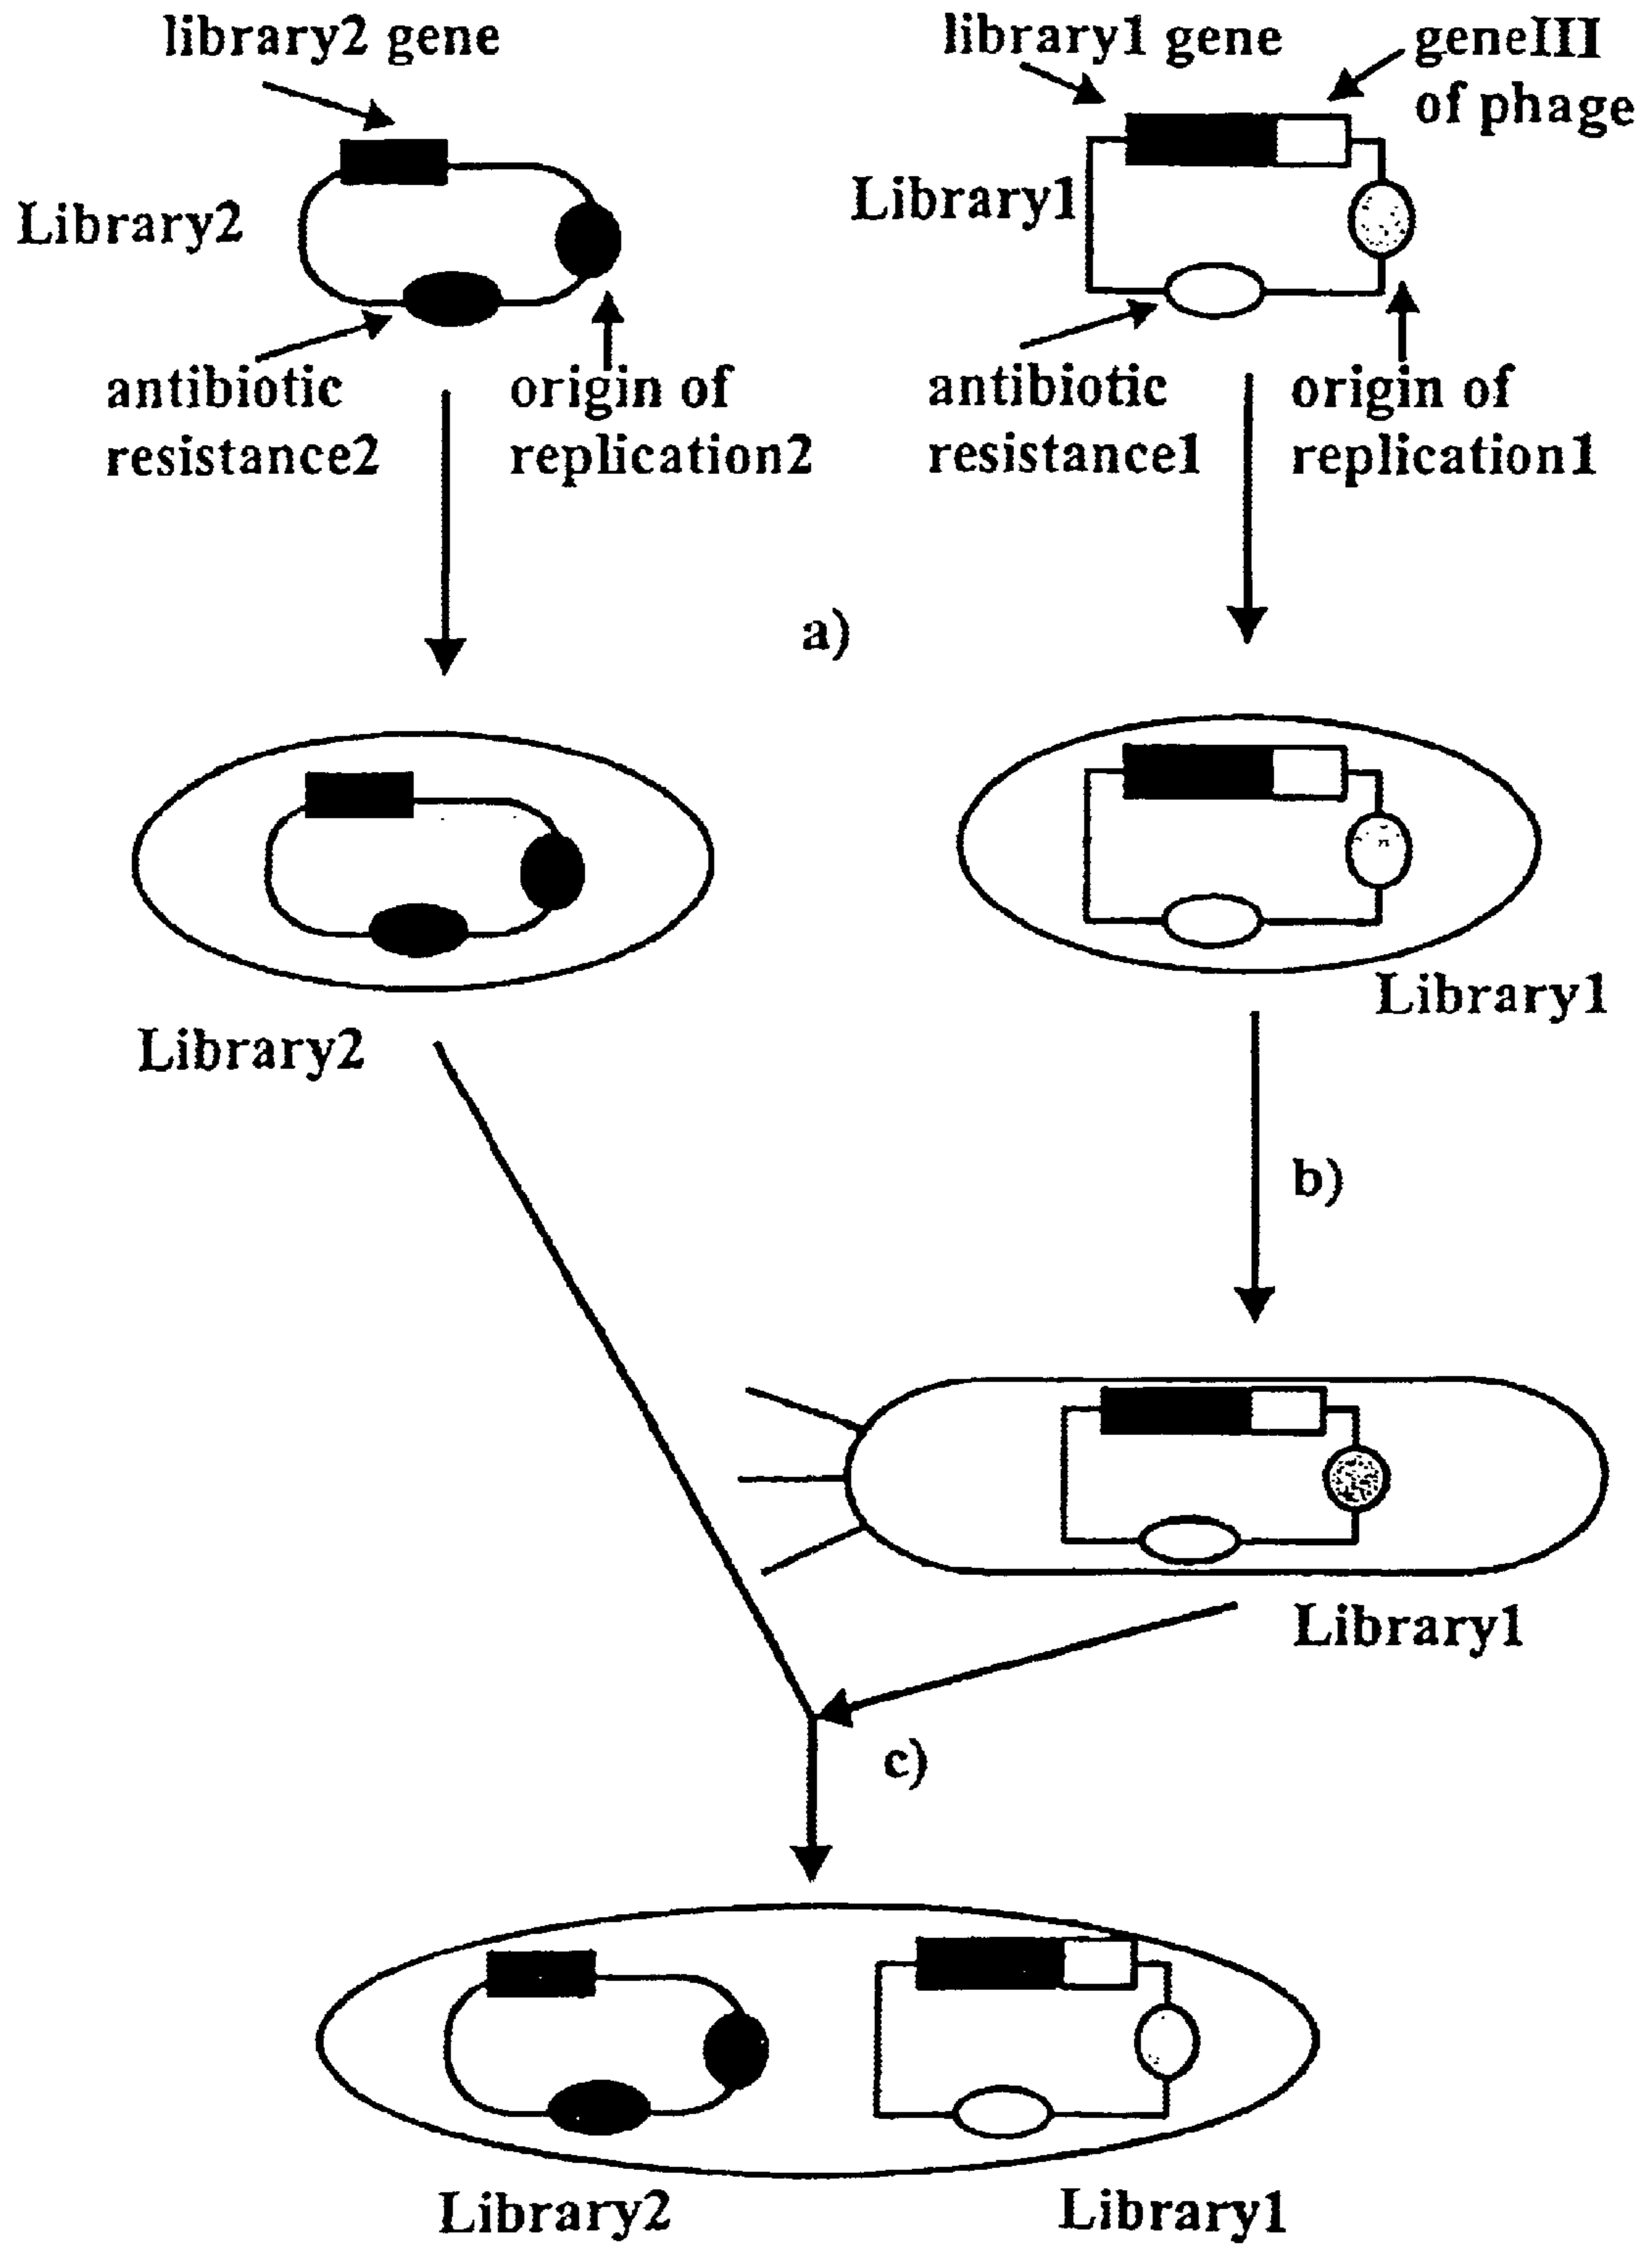 library2 gene
library1 gene
geneIII
of phage
Library2
Library1
antibiotic
resistance2
origin of
replication2
antibiotic
resistance1
origin of
replication1
a)
Library2
Library1
b)
Library1
c)
Library2
Library1